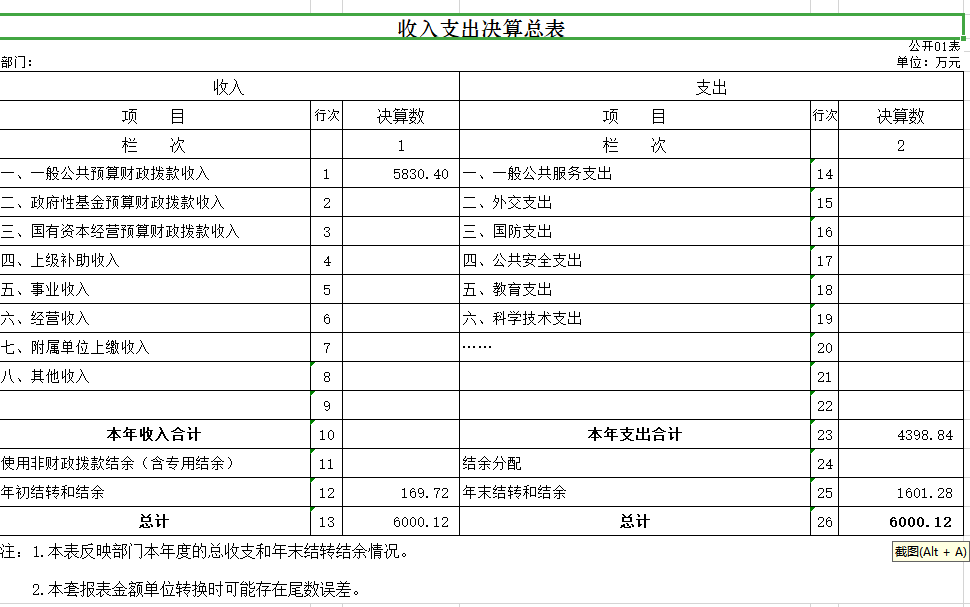 收入支出决算总表
公开01表
部门： 单位：万元
收入 支出
项 目 行次 决算数 项 目 行次 决算数
栏 次 1 栏 次 2
一、一般公共预算财政拨款收入 1 5830.40 一、一般公共服务支出 14
二、政府性基金预算财政拨款收入 2 二、外交支出 15
三、国有资本经营预算财政拨款收入 3 三、国防支出 16
四、上级补助收入 4 四、公共安全支出 17
五、事业收入 5 五、教育支出 18
六、经营收入 6 六、科学技术支出 19
七、附属单位上缴收入 7 …… 20
八、其他收入 8 21
9 22
本年收入合计 10 本年支出合计 23 4398.84
使用非财政拨款结余（含专用结余） 11 结余分配 24
年初结转和结余 12 169.72 年末结转和结余 25 1601.28
总计 13 6000.12 总计 26 6000.12
注：1.本表反映部门本年度的总收支和年末结转结余情况。
截图(Alt + A)
2.本套报表金额单位转换时可能存在尾数误差。